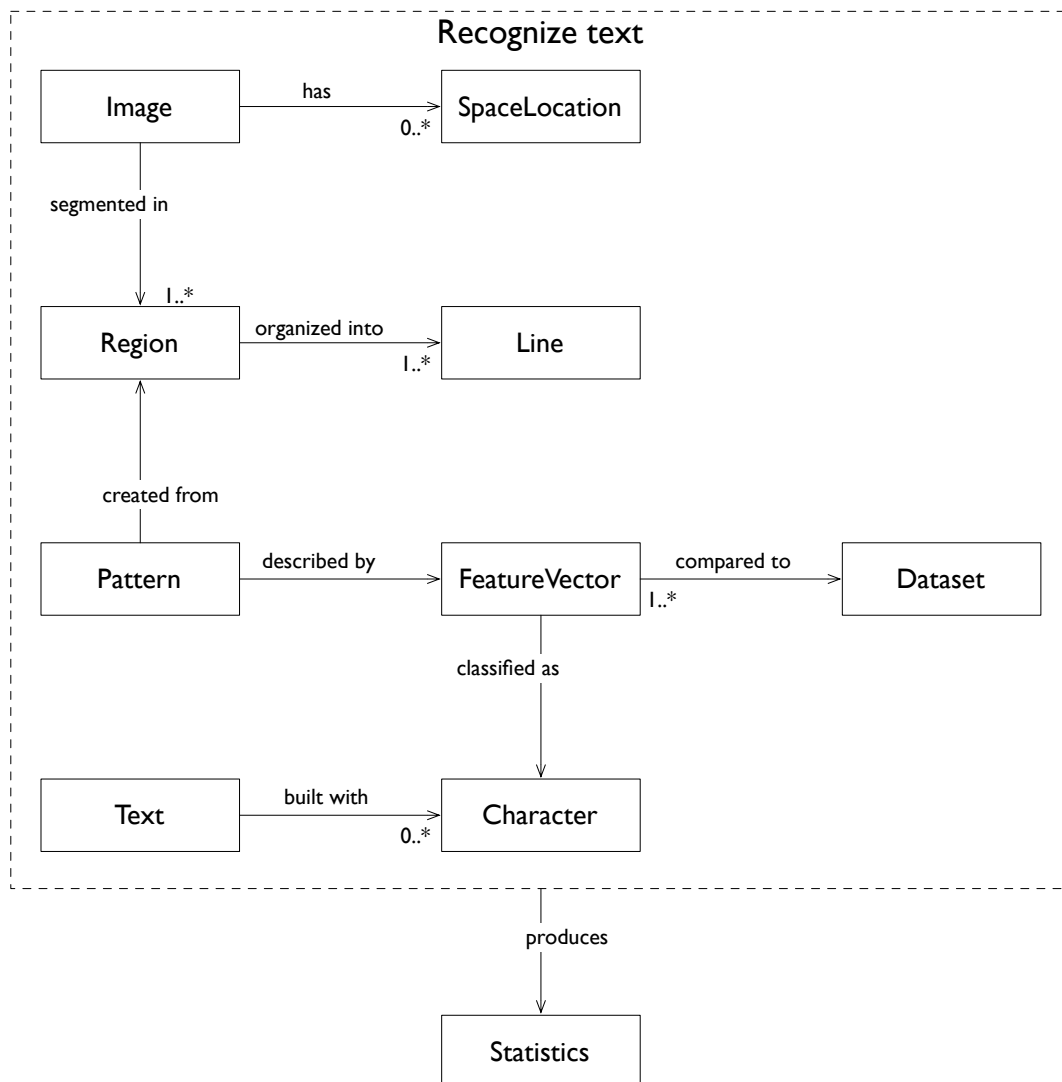 Recognize text
Image
has
0..*
SpaceLocation
segmented in
1..*
Region
organized into
1..*
Line
created from
Pattern
described by
FeatureVector
1..*
compared to
Dataset
classified as
Text
built with
0..*
Character
produces
Statistics